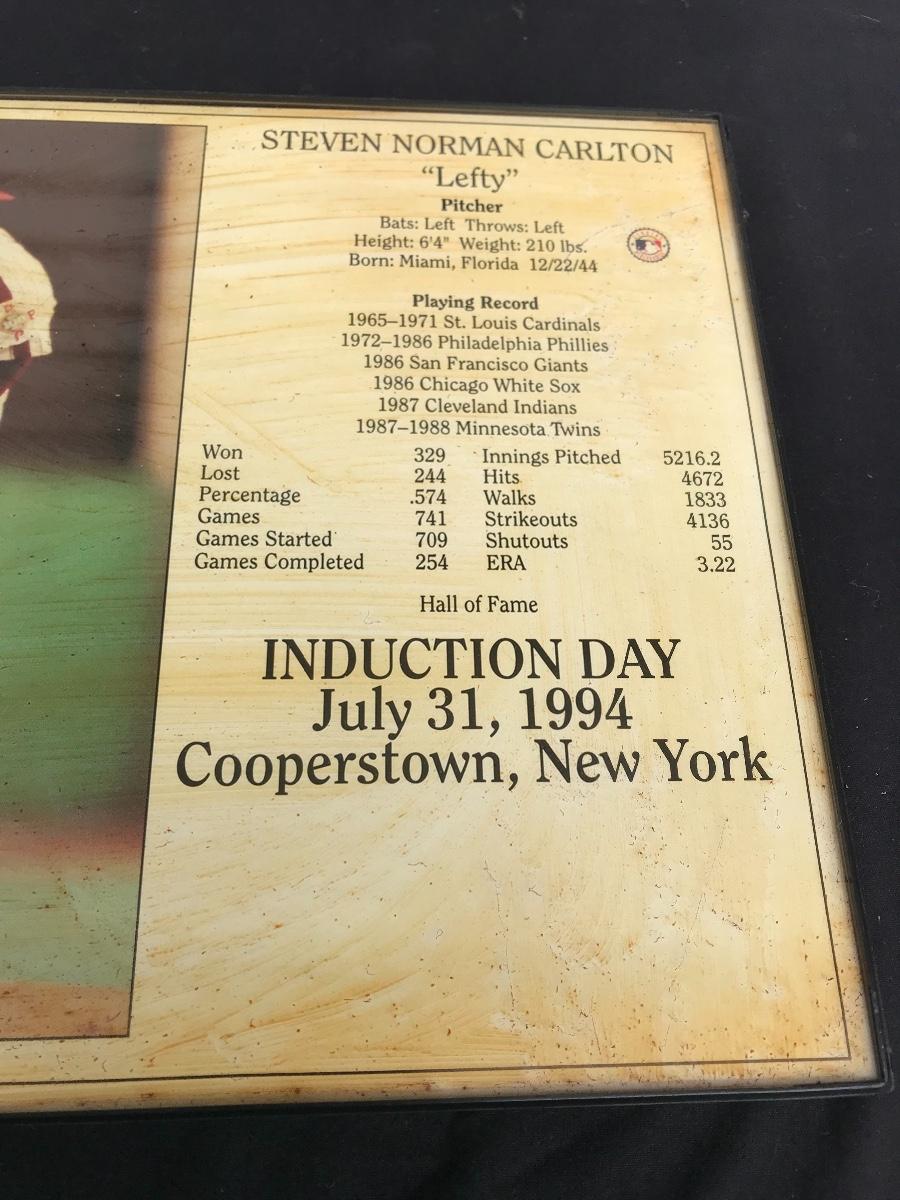 STEVEN NORMAN CARLTON
“Lefty”
Pitcher
Bats: Left Throws: Left
Height: 6'4" Weight: 210 lbs.
Born: Miami, Florida 12/22/44
Playing Record
1965–1971 St. Louis Cardinals
1972–1986 Philadelphia Phillies
1986 San Francisco Giants
1986 Chicago White Sox
1987 Cleveland Indians
1987–1988 Minnesota Twins
Won 329 Innings Pitched 5216.2
Lost 244 Hits 4672
Percentage .574 Walks 1833
Games 741 Strikeouts 4136
Games Started 709 Shutouts 55
Games Completed 254 ERA 3.22
Hall of Fame
INDUCTION DAY
July 31, 1994
Cooperstown, New York